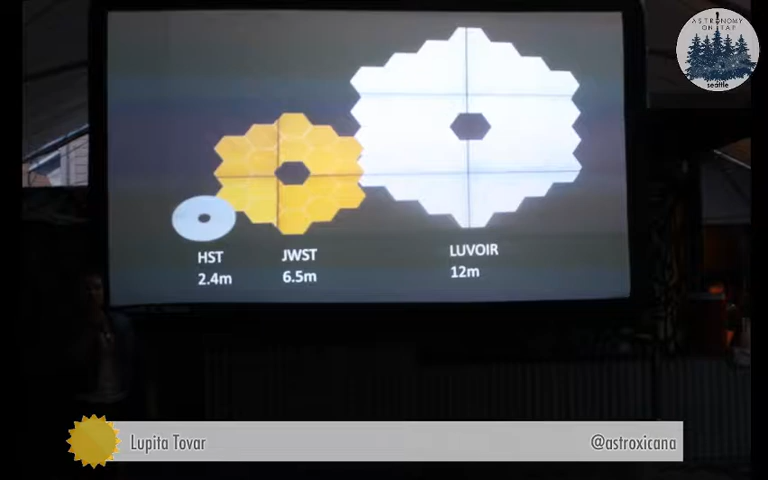 ASTRONOMY
ON TAP
seattle
HST
2.4m
JWST
6.5m
LUVOIR
12m
Lupita Tovar
@astroxicana